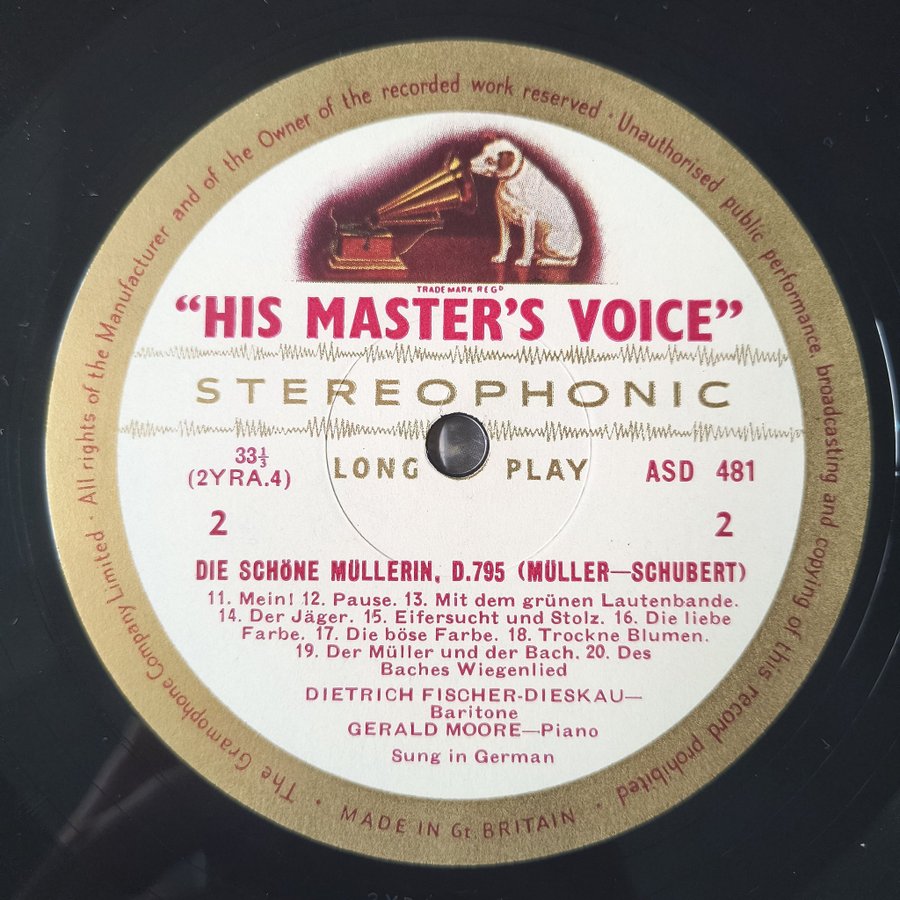 The Gramophone Company Limited · All rights of the Manufacturer and of the Owner of the recorded work reserved · Unauthorised public performance, broadcasting and copying of this record prohibited ·
TRADE MARK REGD
“HIS MASTER'S VOICE”
STEREOPHONIC
33⅓ LONG PLAY ASD 481
(2YRA.4)
2 2
DIE SCHÖNE MÜLLERIN, D.795 (MÜLLER—SCHUBERT)
11. Mein! 12. Pause. 13. Mit dem grünen Lautenbande.
14. Der Jäger. 15. Eifersucht und Stolz. 16. Die liebe
Farbe. 17. Die böse Farbe. 18. Trockne Blumen.
19. Der Müller und der Bach. 20. Des
Baches Wiegenlied
DIETRICH FISCHER-DIESKAU—
Baritone
GERALD MOORE—Piano
Sung in German
MADE IN Gt. BRITAIN